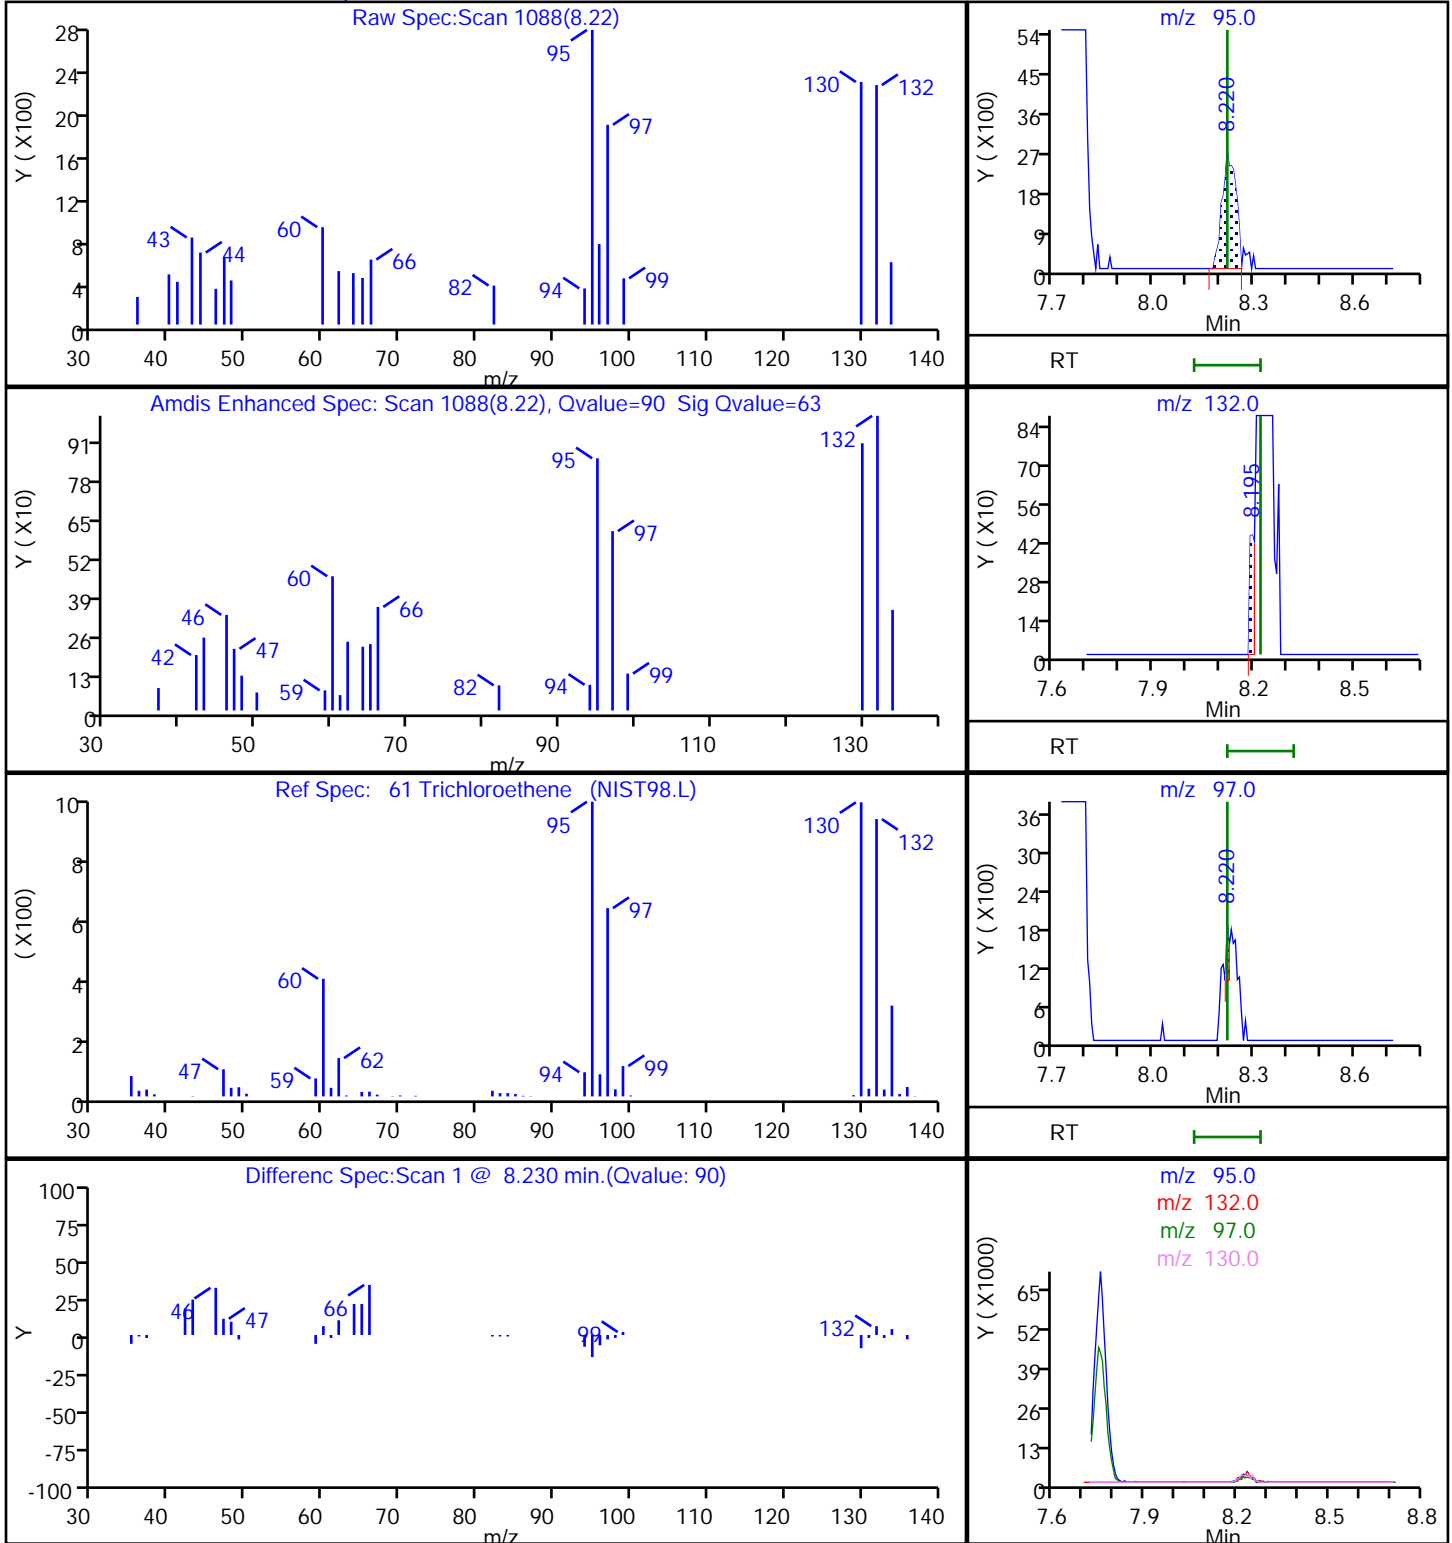 Raw Spec:Scan 1088(8.22)
Y ( X100)
28
24
20
16
12
8
4
0
43
44
60
66
82
94
95
97
99
130
132
30 40 50 60 70 80 90 100 110 120 130 140
m/z
m/z 95.0
Y ( X100)
54
45
36
27
18
9
0
8.220
7.7 8.0 8.3 8.6
Min
RT
Amdis Enhanced Spec: Scan 1088(8.22), Qvalue=90 Sig Qvalue=63
Y ( X10)
91
78
65
52
39
26
13
0
42
46
47
59
60
66
82
94
95
97
99
132
30 50 70 90 110 130
m/z
m/z 132.0
Y ( X10)
84
70
56
42
28
14
0
8.195
7.6 7.9 8.2 8.5
Min
RT
Ref Spec: 61 Trichloroethene (NIST98.L)
( X100)
10
8
6
4
2
0
47
59
60
62
94
95
97
99
130
132
30 40 50 60 70 80 90 100 110 120 130 140
m/z 97.0
Y ( X100)
36
30
24
18
12
6
0
8.220
7.7 8.0 8.3 8.6
Min
RT
Differenc Spec:Scan 1 @ 8.230 min.(Qvalue: 90)
Y
100
75
50
25
0
-25
-50
-75
-100
46
47
66
99
132
30 40 50 60 70 80 90 100 110 120 130 140
m/z
m/z 95.0
m/z 132.0
m/z 97.0
m/z 130.0
Y ( X1000)
65
52
39
26
13
0
7.6 7.9 8.2 8.5 8.8
Min